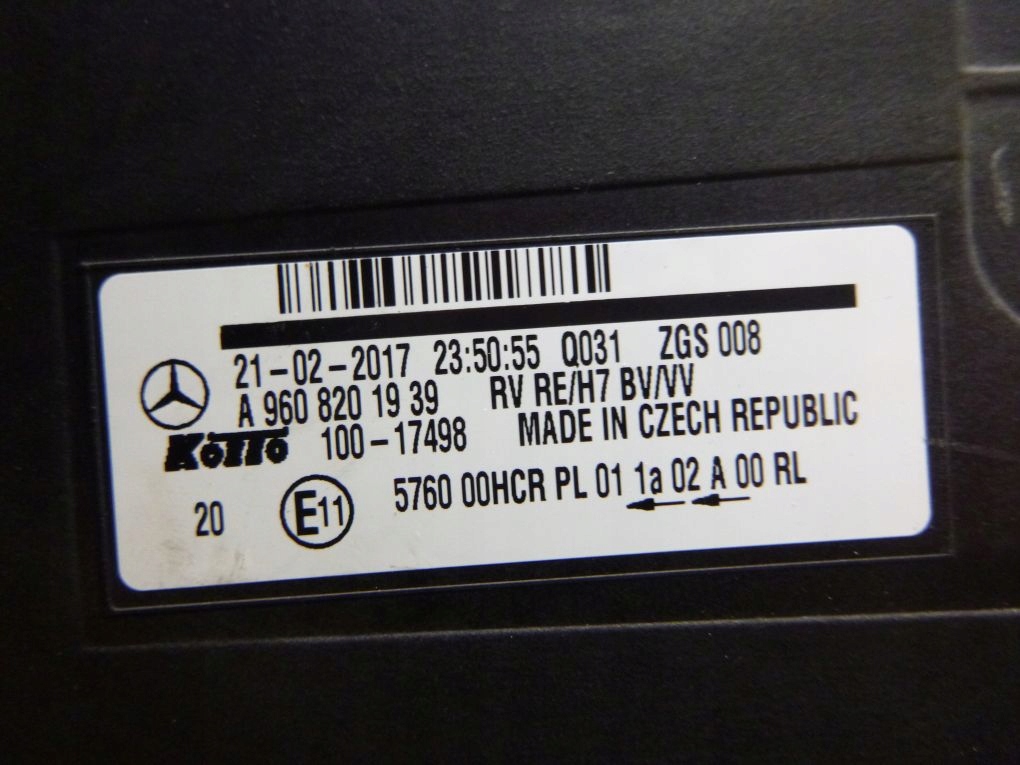 21-02-2017 23:50:55 Q031 ZGS 008
A 960 820 19 39 RV RE/H7 BV/VV
KOITO 100-17498 MADE IN CZECH REPUBLIC
20 E11 5760 00HCR PL 01 1a 02 A 00 RL